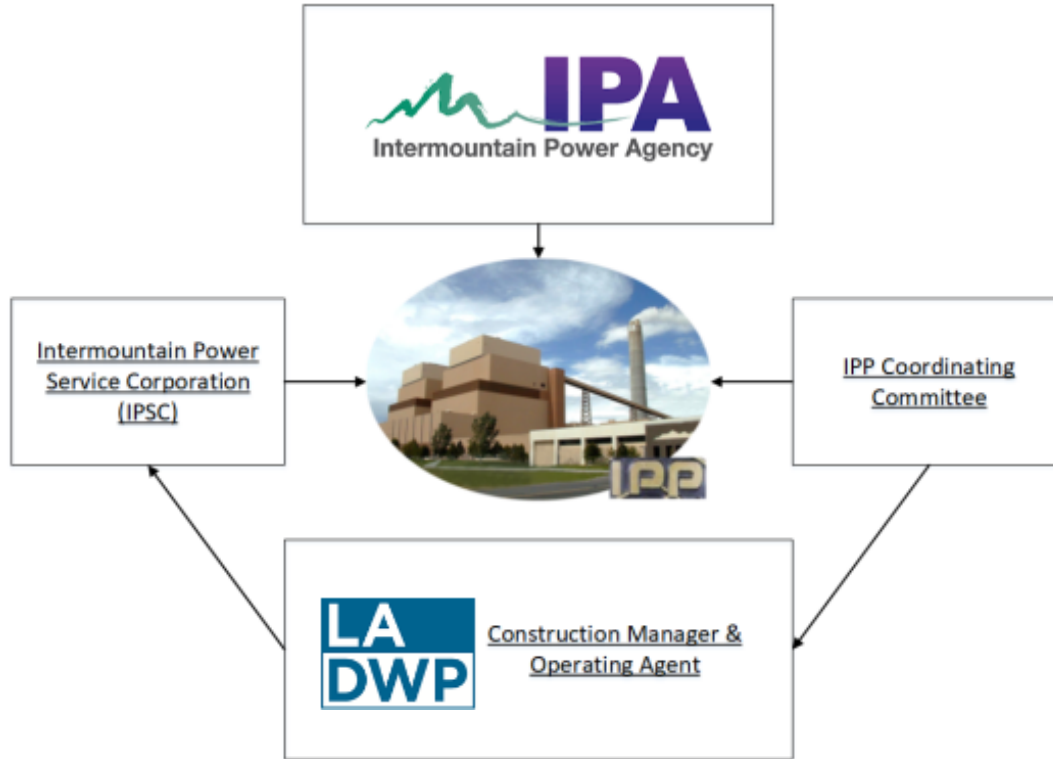 IPA
Intermountain Power Agency
Intermountain Power
Service Corporation
(IPSC)
IPP
IPP Coordinating
Committee
LA
DWP
Construction Manager &
Operating Agent